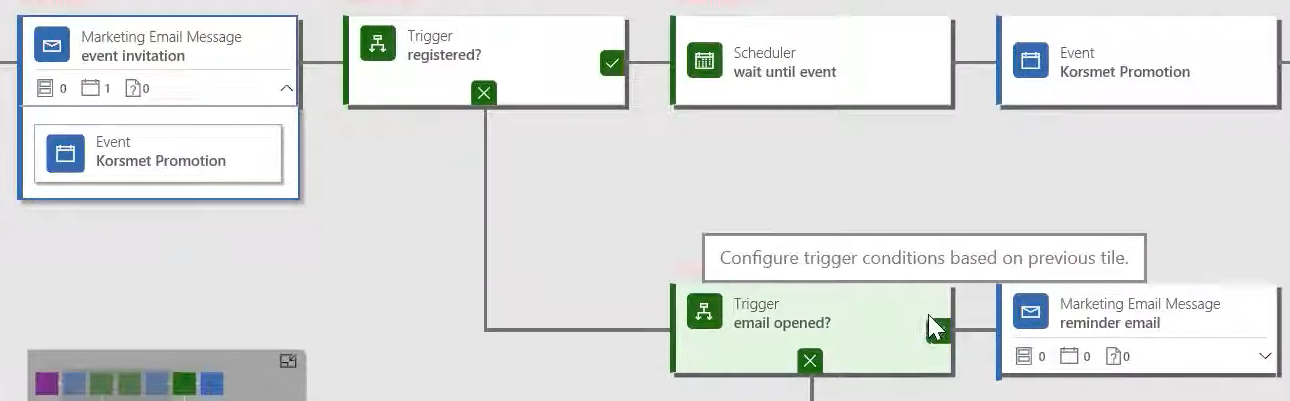 Marketing Email Message
event invitation
0 1 0
Event
Korsmet Promotion
Trigger
registered?
Scheduler
wait until event
Event
Korsmet Promotion
Configure trigger conditions based on previous tile.
Trigger
email opened?
Marketing Email Message
reminder email
0 0 0